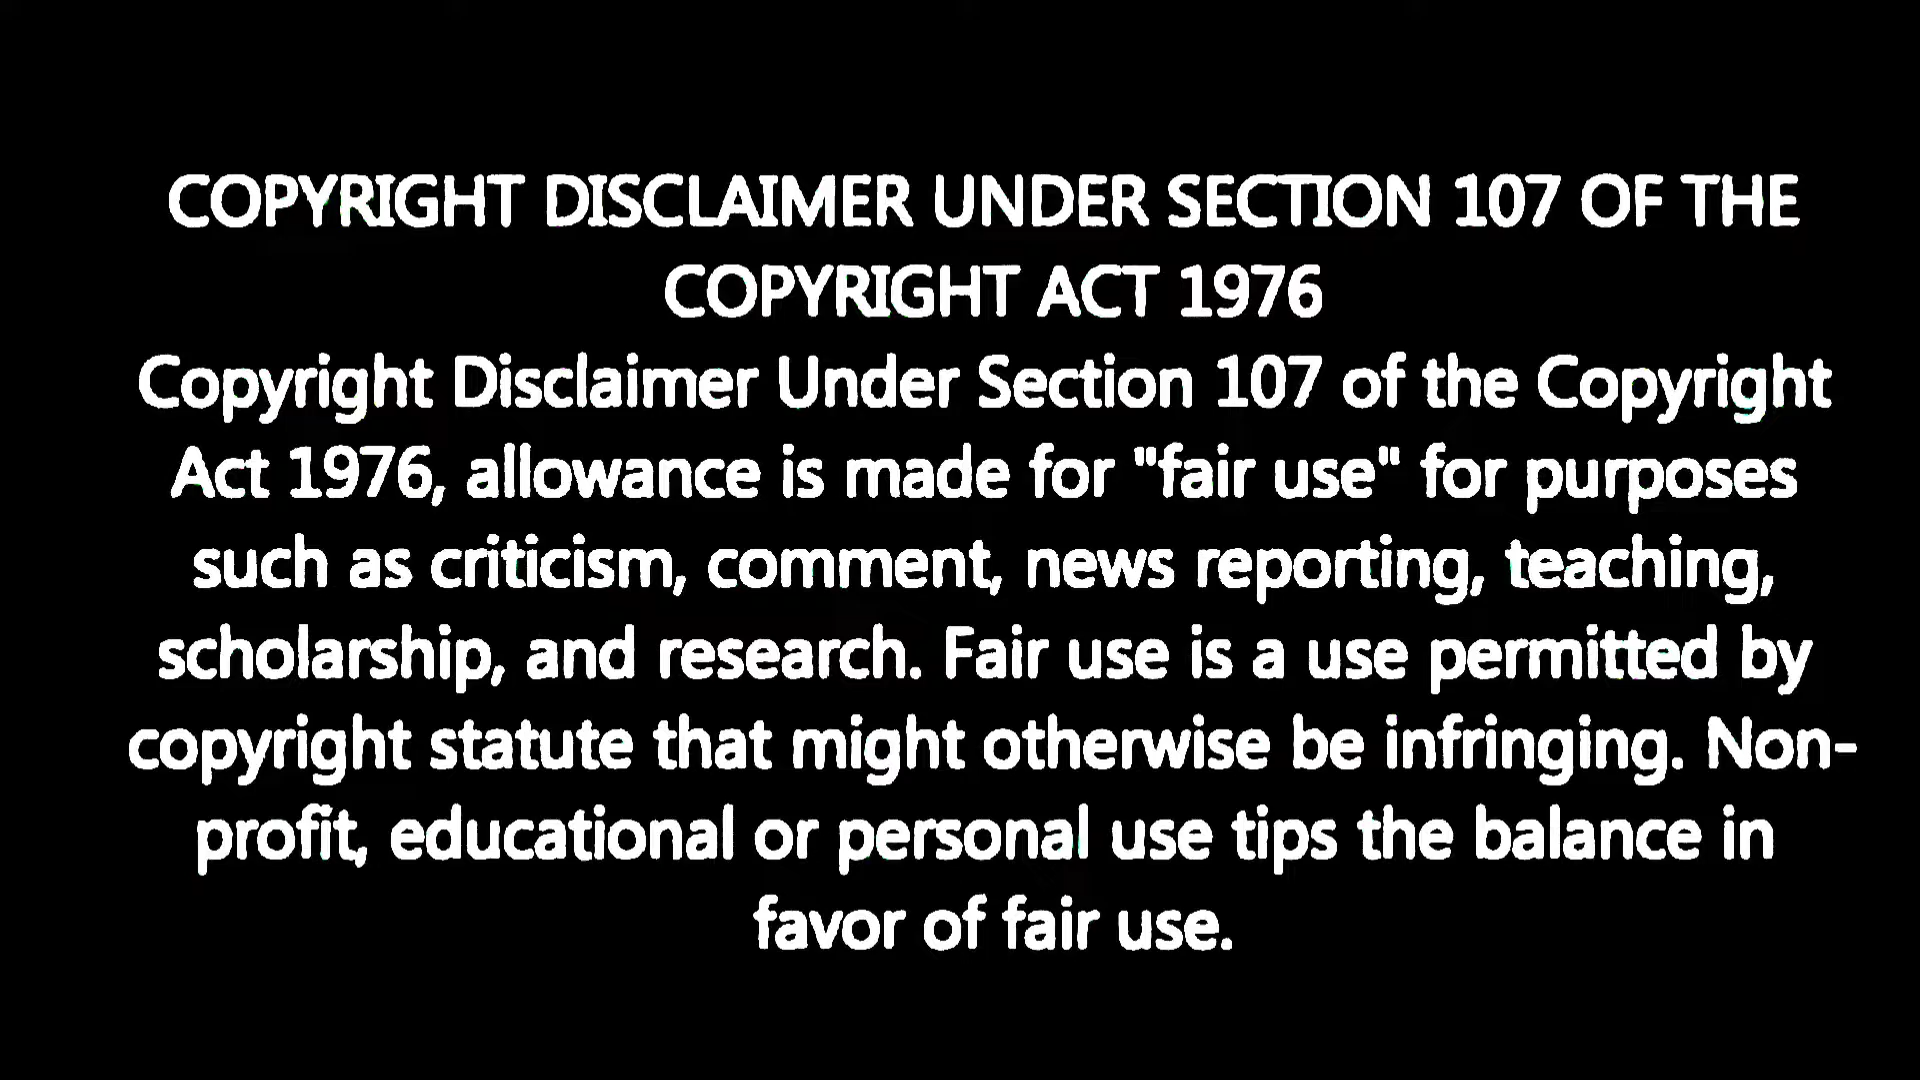 COPYRIGHT DISCLAIMER UNDER SECTION 107 OF THE
COPYRIGHT ACT 1976
Copyright Disclaimer Under Section 107 of the Copyright
Act 1976, allowance is made for "fair use" for purposes
such as criticism, comment, news reporting, teaching,
scholarship, and research. Fair use is a use permitted by
copyright statute that might otherwise be infringing. Non-
profit, educational or personal use tips the balance in
favor of fair use.